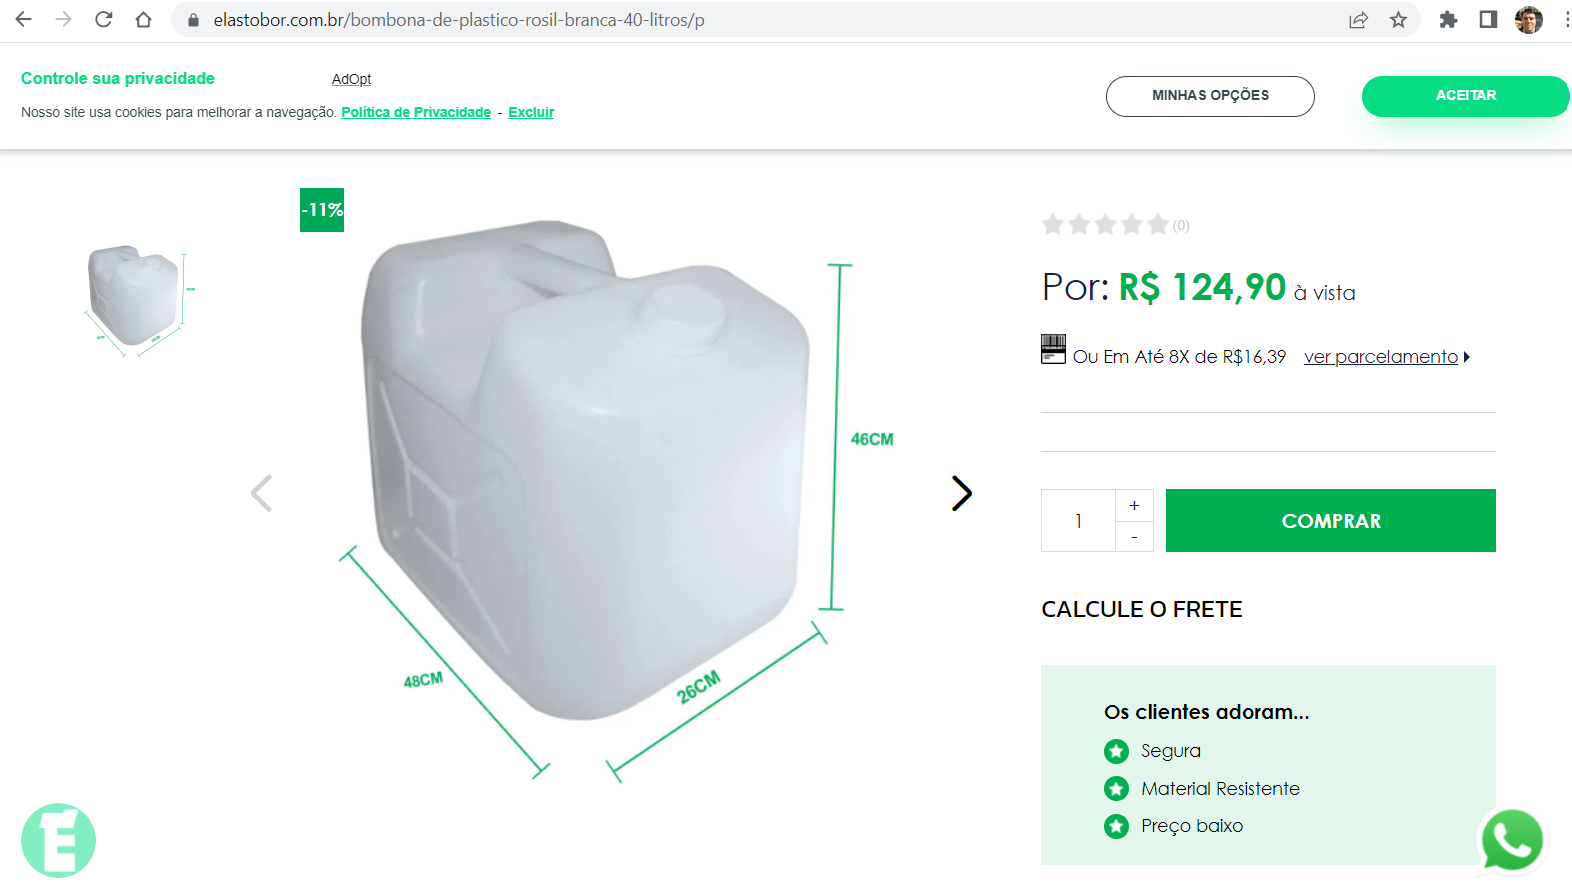 elastobor.com.br/bombona-de-plastico-rosil-branca-40-litros/p
Controle sua privacidade
AdOpt
Nosso site usa cookies para melhorar a navegação. Política de Privacidade - Excluir
MINHAS OPÇÕES
ACEITAR
-11%
46CM
48CM
26CM
(0)
Por: R$ 124,90 à vista
Ou Em Até 8X de R$16,39 ver parcelamento
1
+
-
COMPRAR
CALCULE O FRETE
Os clientes adoram...
Segura
Material Resistente
Preço baixo
E